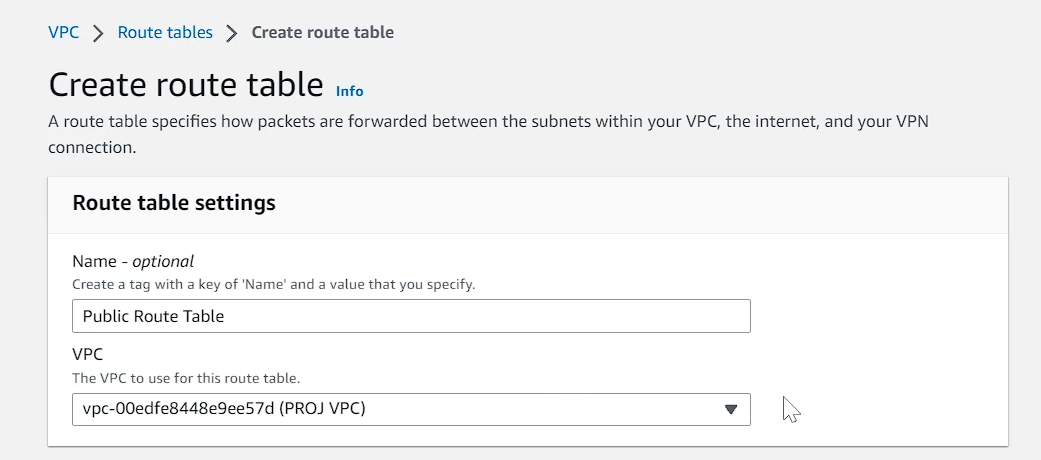 VPC > Route tables > Create route table
Create route table Info
A route table specifies how packets are forwarded between the subnets within your VPC, the internet, and your VPN
connection.
Route table settings
Name - optional
Create a tag with a key of 'Name' and a value that you specify.
Public Route Table
VPC
The VPC to use for this route table.
vpc-00edfe8448e9ee57d (PROJ VPC)